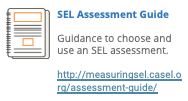 SEL Assessment Guide
Guidance to choose and
use an SEL assessment.
http://measuringsel.casel.o
rg/assessment-guide/